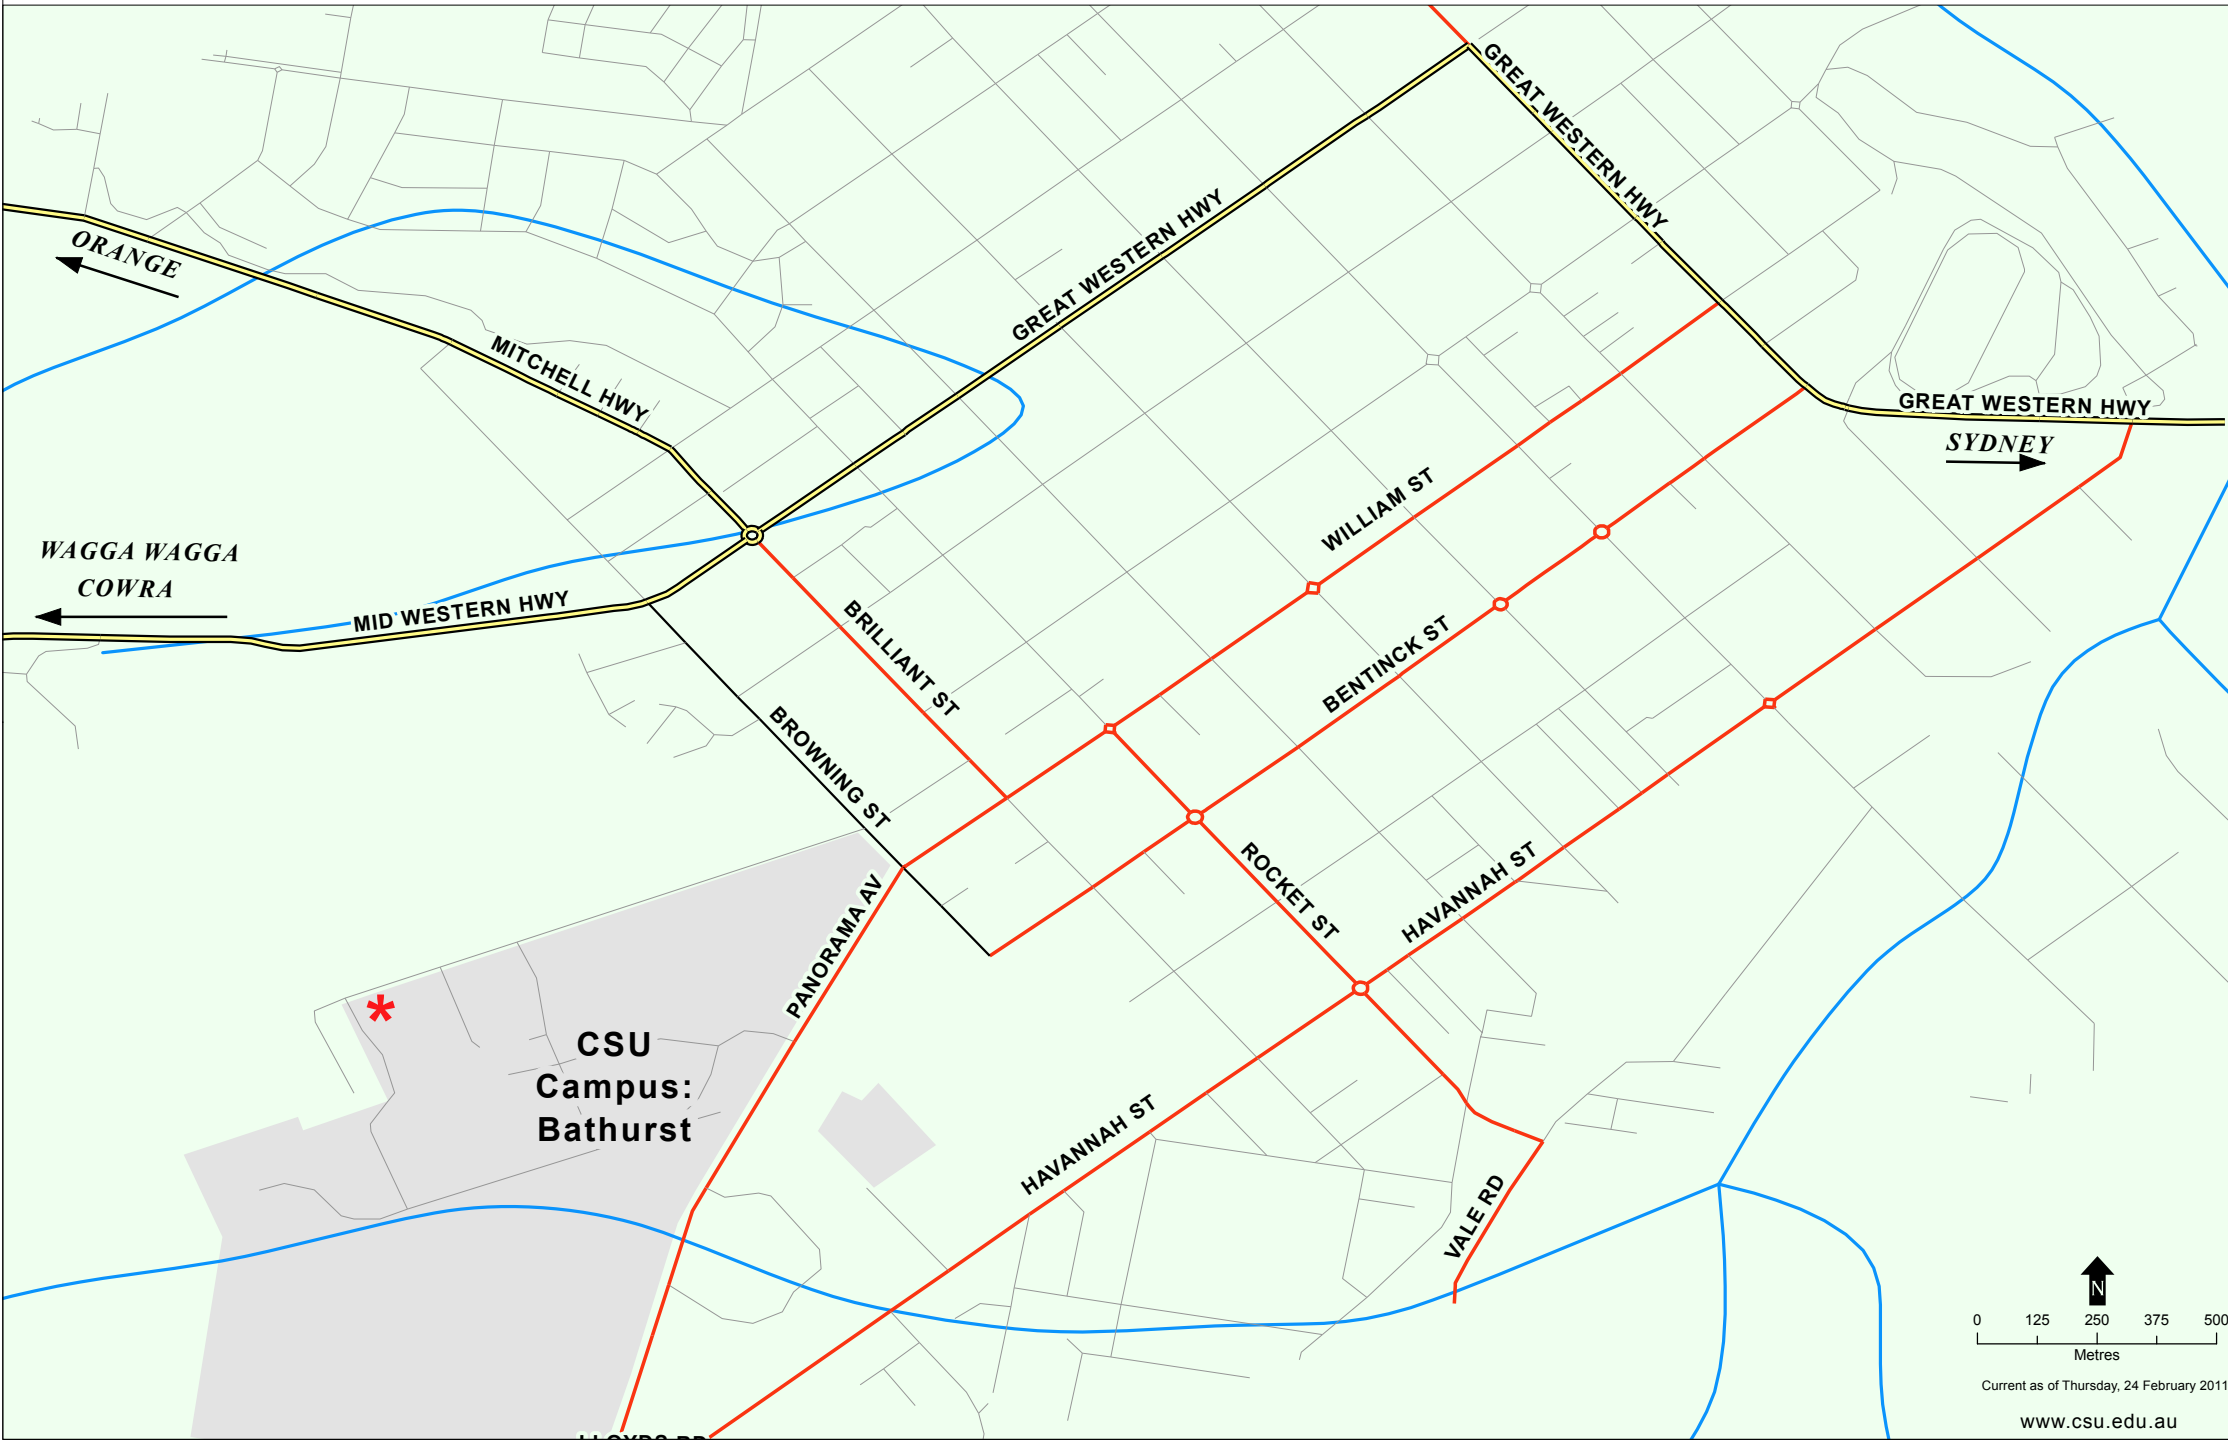 GREAT WESTERN HWY
GREAT WESTERN HWY
ORANGE
MITCHELL HWY
GREAT WESTERN HWY
SYDNEY
WILLIAM ST
WAGGA WAGGA
COWRA
MID WESTERN HWY
BRILLIANT ST
BENTINCK ST
BROWNING ST
ROCKET ST
HAVANNAH ST
PANORAMA AV
*
CSU
Campus:
Bathurst
HAVANNAH ST
VALE RD
N
0 125 250 375 500
Metres
Current as of Thursday, 24 February 2011
www.csu.edu.au
LLOYDS RD